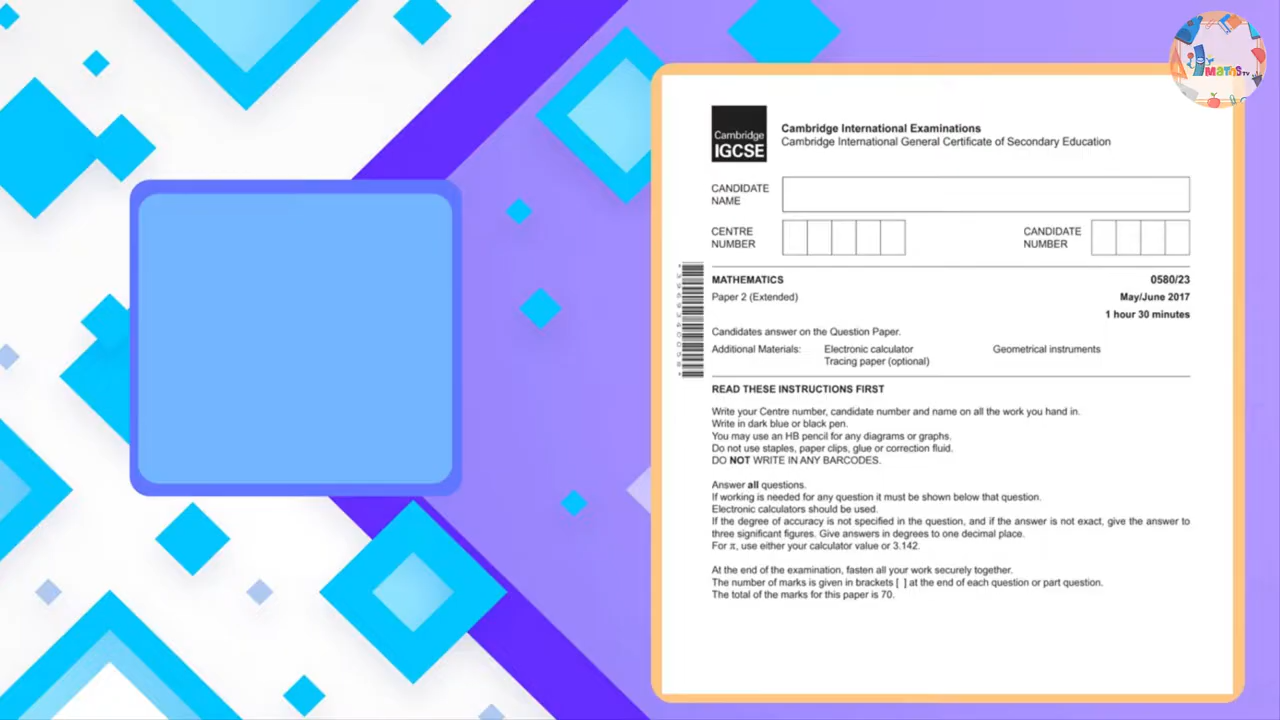 MaTHS TV
Cambridge
IGCSE
Cambridge International Examinations
Cambridge International General Certificate of Secondary Education
CANDIDATE
NAME
CENTRE
NUMBER
CANDIDATE
NUMBER
MATHEMATICS
0580/23
Paper 2 (Extended)
May/June 2017
1 hour 30 minutes
Candidates answer on the Question Paper.
Additional Materials: Electronic calculator Geometrical instruments
Tracing paper (optional)
READ THESE INSTRUCTIONS FIRST
Write your Centre number, candidate number and name on all the work you hand in.
Write in dark blue or black pen.
You may use an HB pencil for any diagrams or graphs.
Do not use staples, paper clips, glue or correction fluid.
DO NOT WRITE IN ANY BARCODES.
Answer all questions.
If working is needed for any question it must be shown below that question.
Electronic calculators should be used.
If the degree of accuracy is not specified in the question, and if the answer is not exact, give the answer to
three significant figures. Give answers in degrees to one decimal place.
For π, use either your calculator value or 3.142.
At the end of the examination, fasten all your work securely together.
The number of marks is given in brackets [ ] at the end of each question or part question.
The total of the marks for this paper is 70.